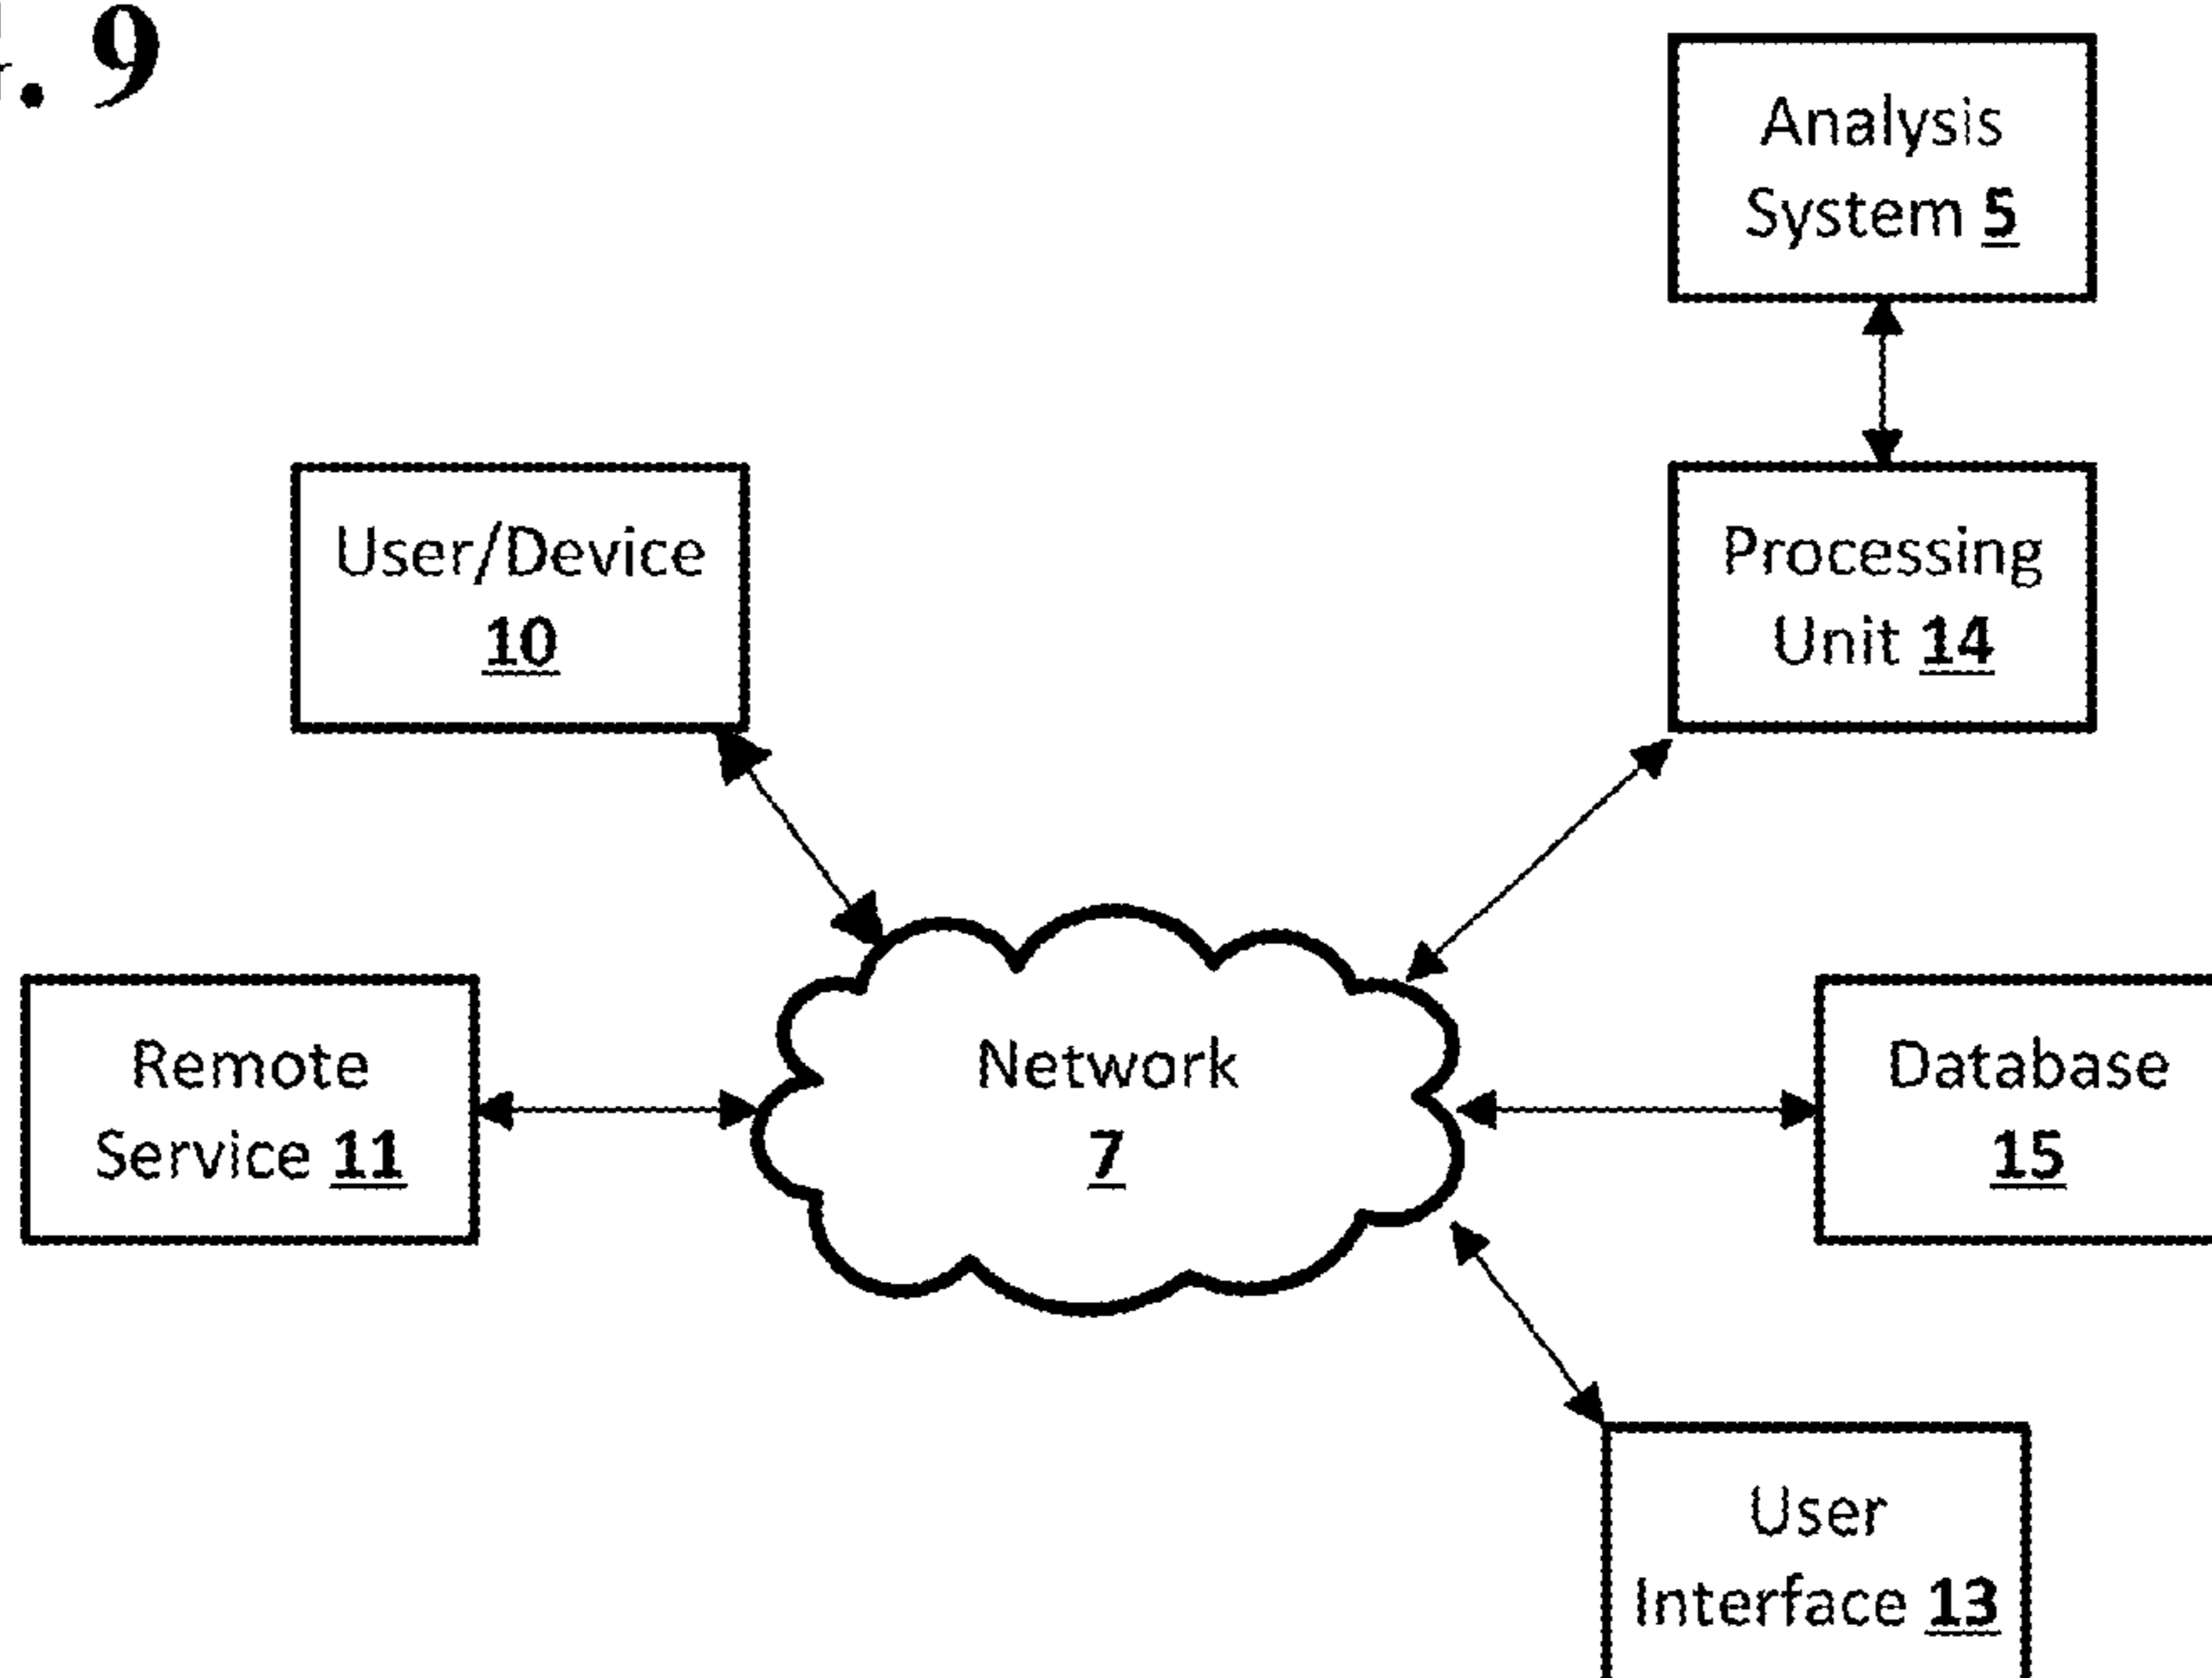 . 9
Analysis
System 5
User/Device
10
Processing
Unit 14
Remote
Service 11
Network
7
Database
15
User
Interface 13